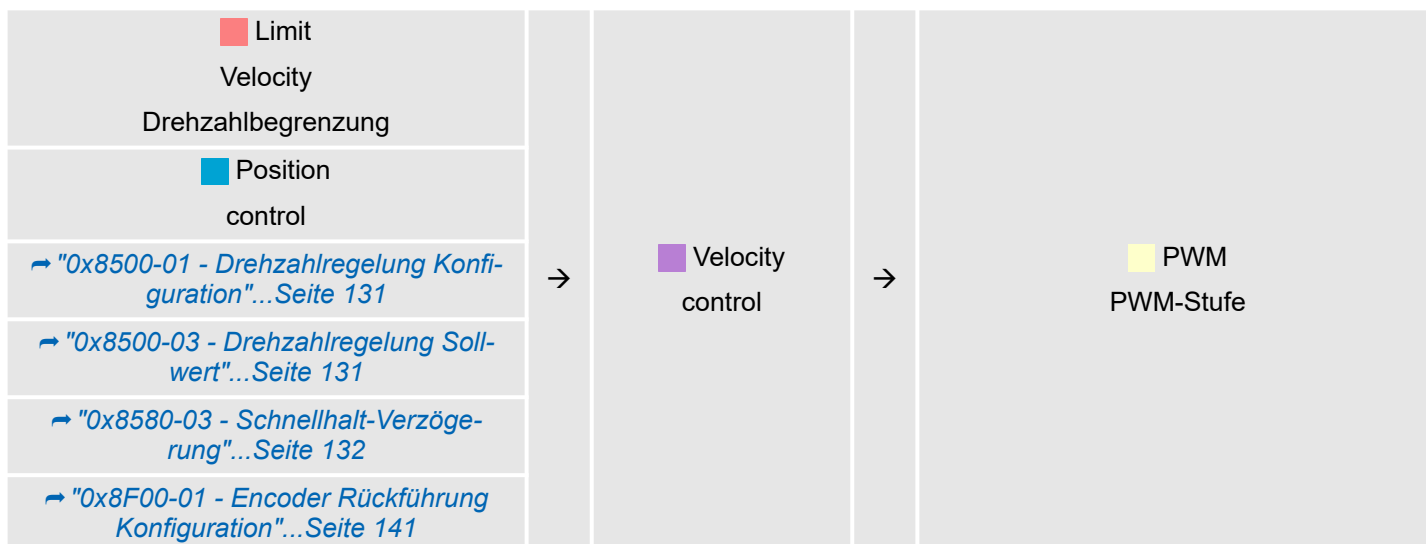 Limit
Velocity
Drehzahlbegrenzung
Position
control
➦ "0x8500-01 - Drehzahlregelung Konfi-
guration"...Seite 131
➦ "0x8500-03 - Drehzahlregelung Soll-
wert"...Seite 131
➦ "0x8580-03 - Schnellhalt-Verzöge-
rung"...Seite 132
➦ "0x8F00-01 - Encoder Rückführung
Konfiguration"...Seite 141
→
Velocity
control
→
PWM
PWM-Stufe